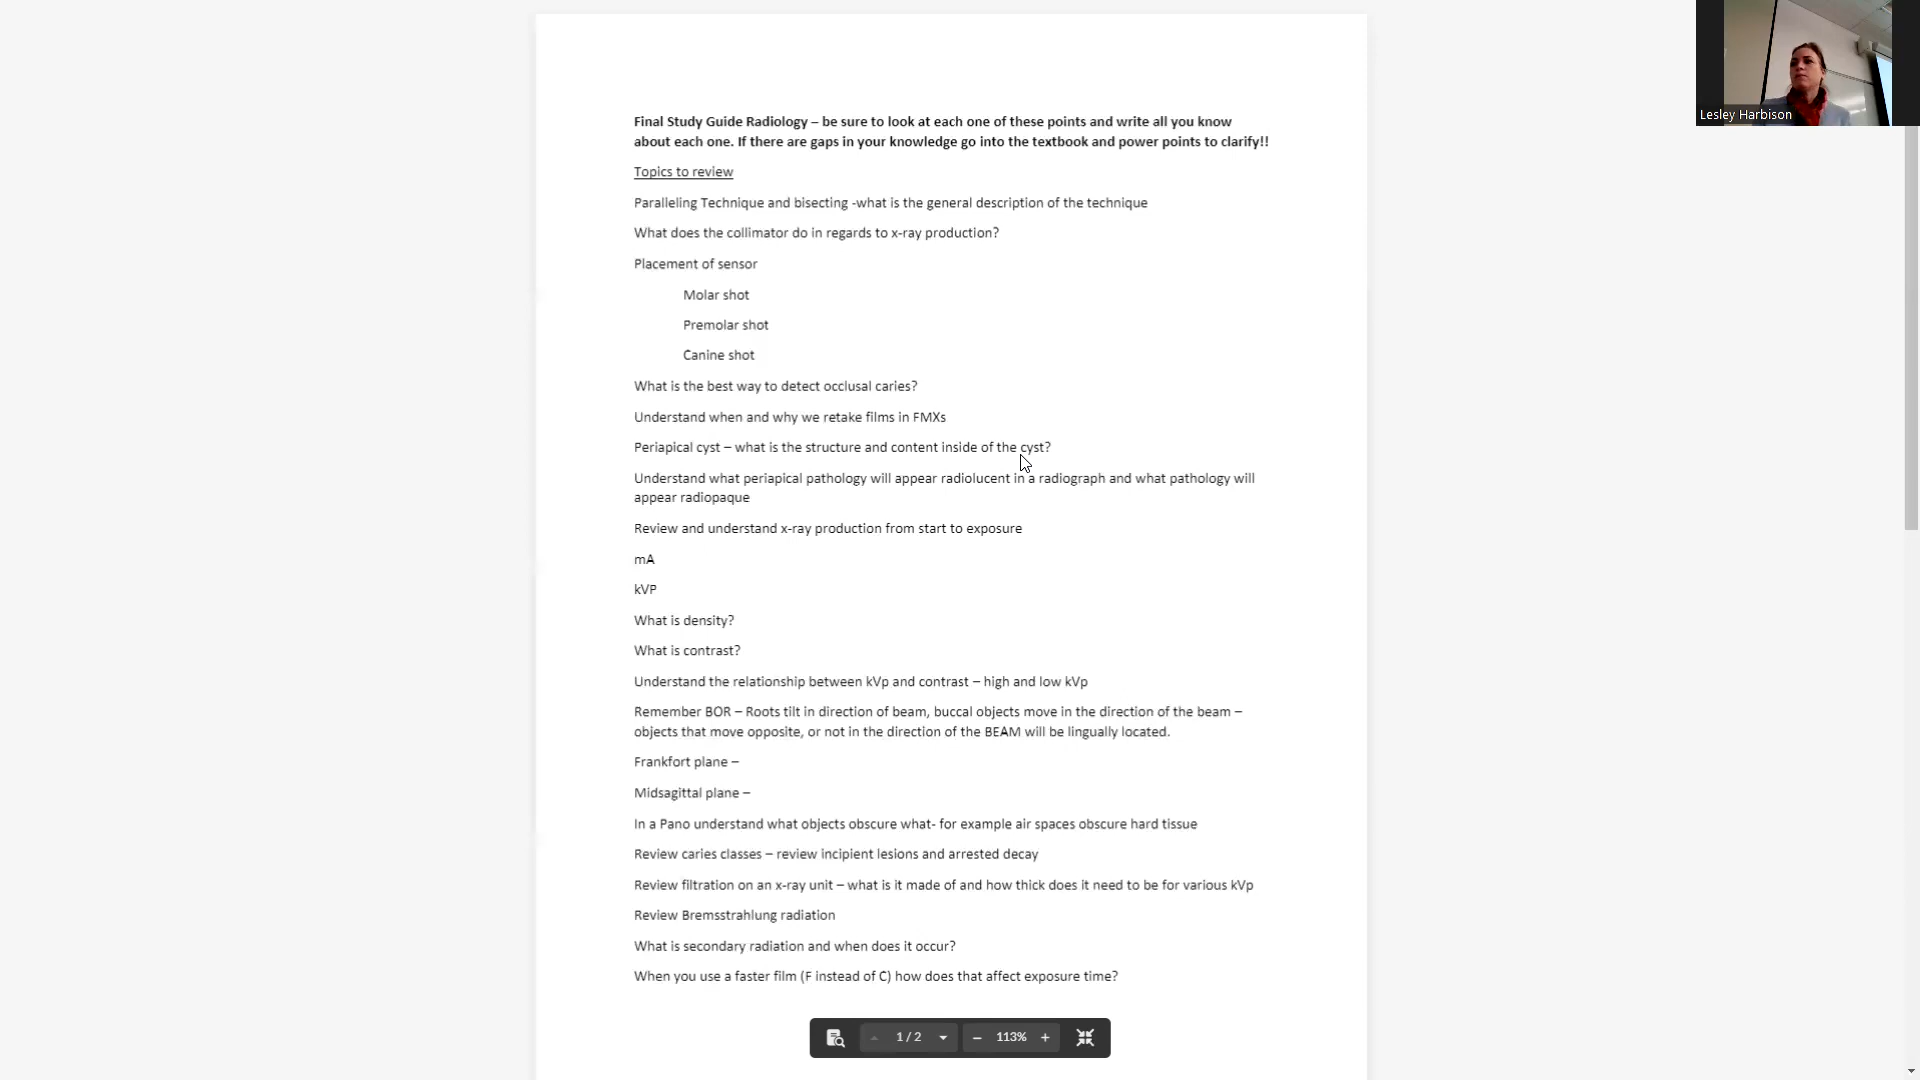 Lesley Harbison
Final Study Guide Radiology – be sure to look at each one of these points and write all you know
about each one. If there are gaps in your knowledge go into the textbook and power points to clarify!!
Topics to review
Paralleling Technique and bisecting -what is the general description of the technique
What does the collimator do in regards to x-ray production?
Placement of sensor
Molar shot
Premolar shot
Canine shot
What is the best way to detect occlusal caries?
Understand when and why we retake films in FMXs
Periapical cyst – what is the structure and content inside of the cyst?
Understand what periapical pathology will appear radiolucent in a radiograph and what pathology will
appear radiopaque
Review and understand x-ray production from start to exposure
mA
kVP
What is density?
What is contrast?
Understand the relationship between kVp and contrast – high and low kVp
Remember BOR – Roots tilt in direction of beam, buccal objects move in the direction of the beam –
objects that move opposite, or not in the direction of the BEAM will be lingually located.
Frankfort plane –
Midsagittal plane –
In a Pano understand what objects obscure what- for example air spaces obscure hard tissue
Review caries classes – review incipient lesions and arrested decay
Review filtration on an x-ray unit – what is it made of and how thick does it need to be for various kVp
Review Bremsstrahlung radiation
What is secondary radiation and when does it occur?
When you use a faster film (F instead of C) how does that affect exposure time?
1 / 2
113%